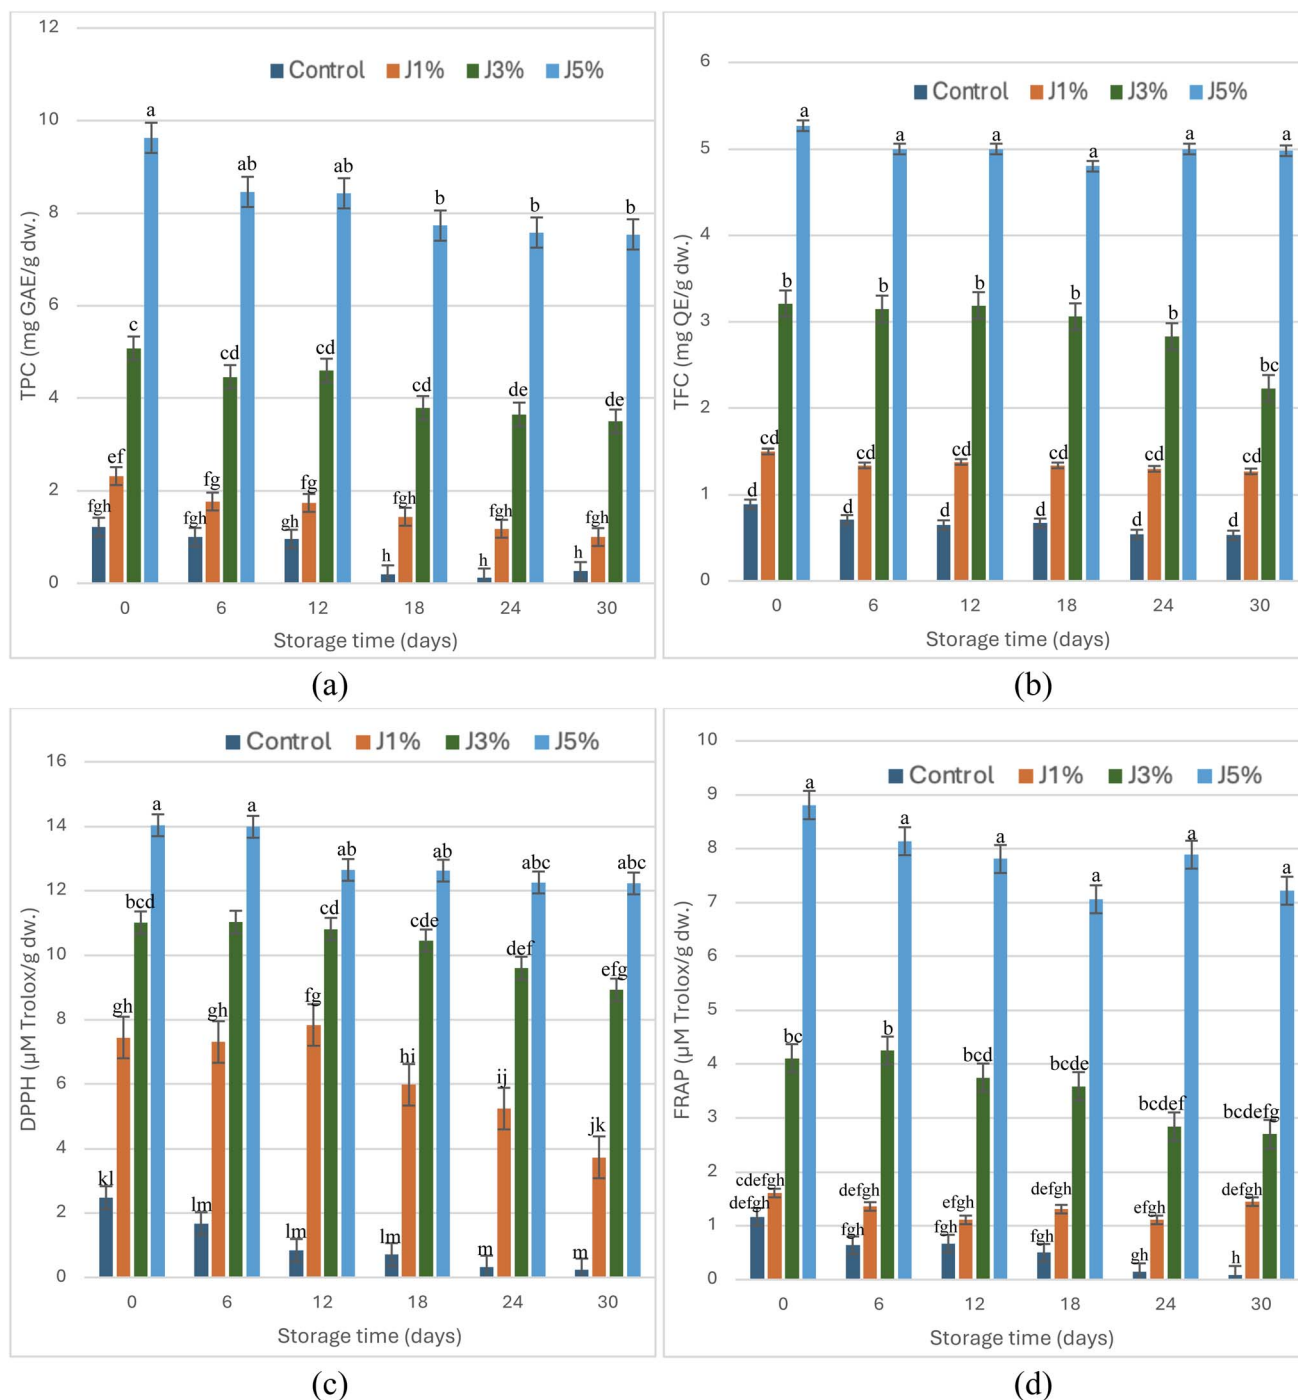 12
10
8
6
4
2
0
TPC (mg GAE/g dw.)
Control J1% J3% J5%
fgh ef c a
fgh fg cd ab
gh fg cd ab
h fgh cd b
h fgh de b
h fgh de b
0 6 12 18 24 30
Storage time (days)
(a)
6
5
4
3
2
1
0
TFC (mg QE/g dw.)
Control J1% J3% J5%
d cd b a
d cd b a
d cd b a
d cd b a
d cd b a
d cd bc a
0 6 12 18 24 30
Storage time (days)
(b)
16
14
12
10
8
6
4
2
0
DPPH (µM Trolox/g dw.)
Control J1% J3% J5%
kl gh bcd a
lm gh a
lm fg cd ab
lm hi cde ab
m ij def abc
m jk efg abc
0 6 12 18 24 30
Storage time (days)
(c)
10
9
8
7
6
5
4
3
2
1
0
FRAP (µM Trolox/g dw.)
Control J1% J3% J5%
defgh cdefgh bc a
fgh defgh b a
fgh efgh bcd a
fgh defgh bcde a
gh efgh bcdef a
h defgh bcdefg a
0 6 12 18 24 30
Storage time (days)
(d)